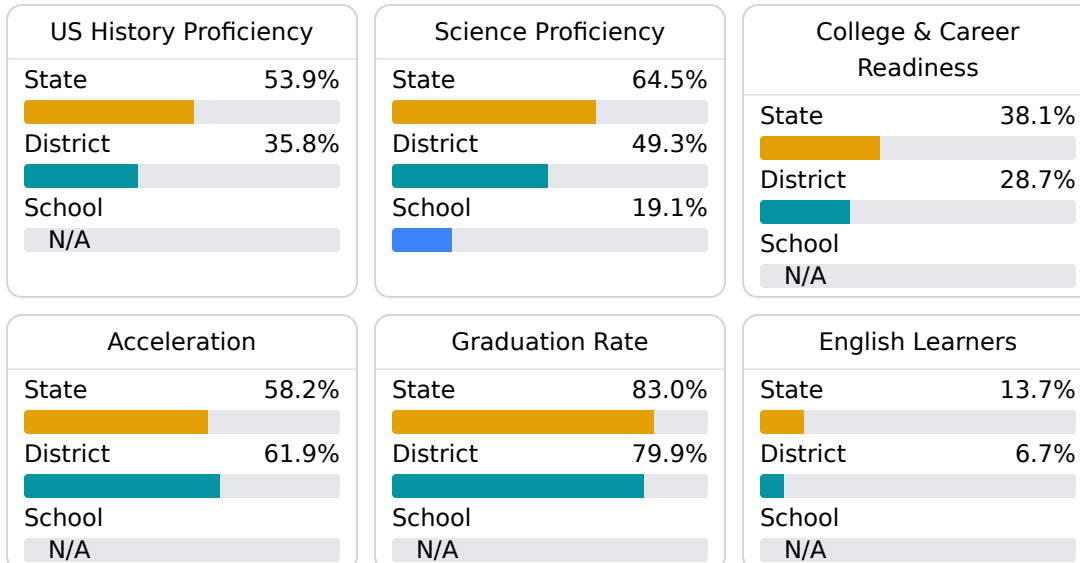 US History Proficiency
State 53.9%
District 35.8%
School
N/A
Science Proficiency
State 64.5%
District 49.3%
School 19.1%
College & Career
Readiness
State 38.1%
District 28.7%
School
N/A
Acceleration
State 58.2%
District 61.9%
School
N/A
Graduation Rate
State 83.0%
District 79.9%
School
N/A
English Learners
State 13.7%
District 6.7%
School
N/A